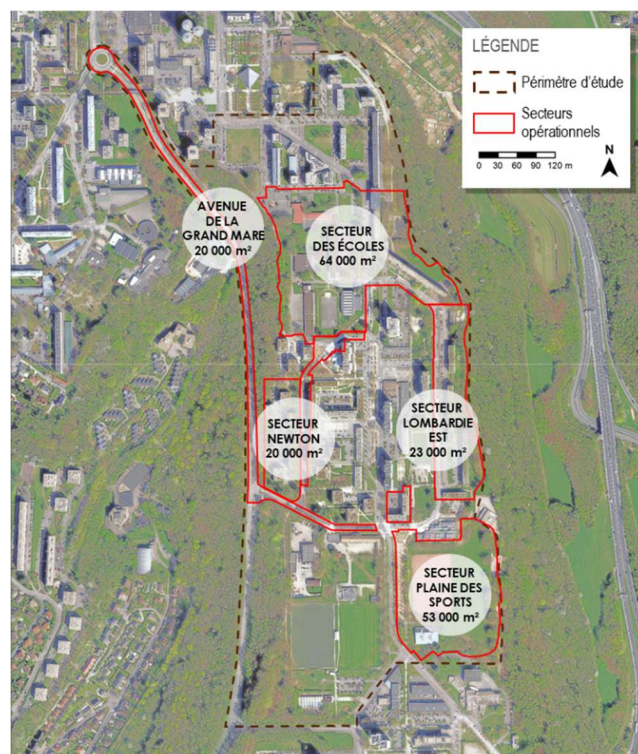 LÉGENDE
Périmètre d'étude
Secteurs
opérationnels
0 30 60 90 120 m
N
AVENUE
DE LA
GRAND MARE
20 000 m²
SECTEUR
DES ÉCOLES
64 000 m²
SECTEUR
NEWTON
20 000 m²
SECTEUR
LOMBARDIE
EST
23 000 m²
SECTEUR
PLAINE DES
SPORTS
53 000 m²